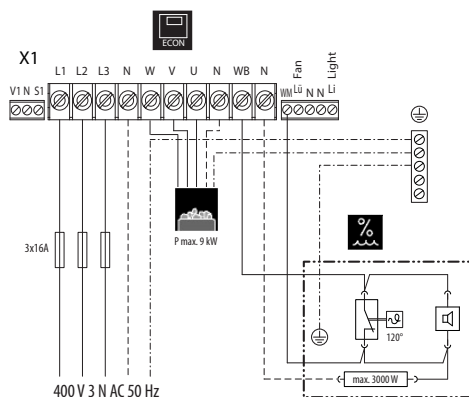 ECON
X1
V1 N S1
L1 L2 L3 N W V U N WB N
WM Fan Lü N N Light Li
3x16A
P max. 9 kW
%
120°
max. 3000 W
400 V 3 N AC 50 Hz